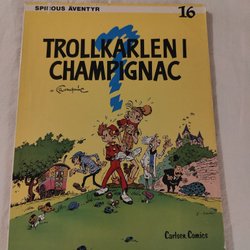 SPIROUS ÄVENTYR
16
TROLLKARLEN I
CHAMPIGNAC
Carlsen Comics